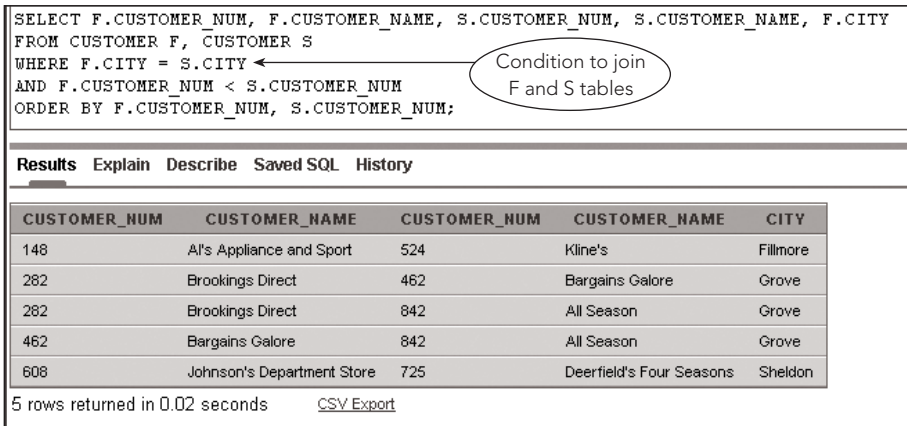 SELECT F.CUSTOMER_NUM, F.CUSTOMER_NAME, S.CUSTOMER_NUM, S.CUSTOMER_NAME, F.CITY
FROM CUSTOMER F, CUSTOMER S
WHERE F.CITY = S.CITY
AND F.CUSTOMER_NUM < S.CUSTOMER_NUM
ORDER BY F.CUSTOMER_NUM, S.CUSTOMER_NUM;
Condition to join
F and S tables
Results Explain Describe Saved SQL History
CUSTOMER_NUM CUSTOMER_NAME CUSTOMER_NUM CUSTOMER_NAME CITY
148 Al's Appliance and Sport 524 Kline's Fillmore
282 Brookings Direct 462 Bargains Galore Grove
282 Brookings Direct 842 All Season Grove
462 Bargains Galore 842 All Season Grove
608 Johnson's Department Store 725 Deerfield's Four Seasons Sheldon
5 rows returned in 0.02 seconds CSV Export